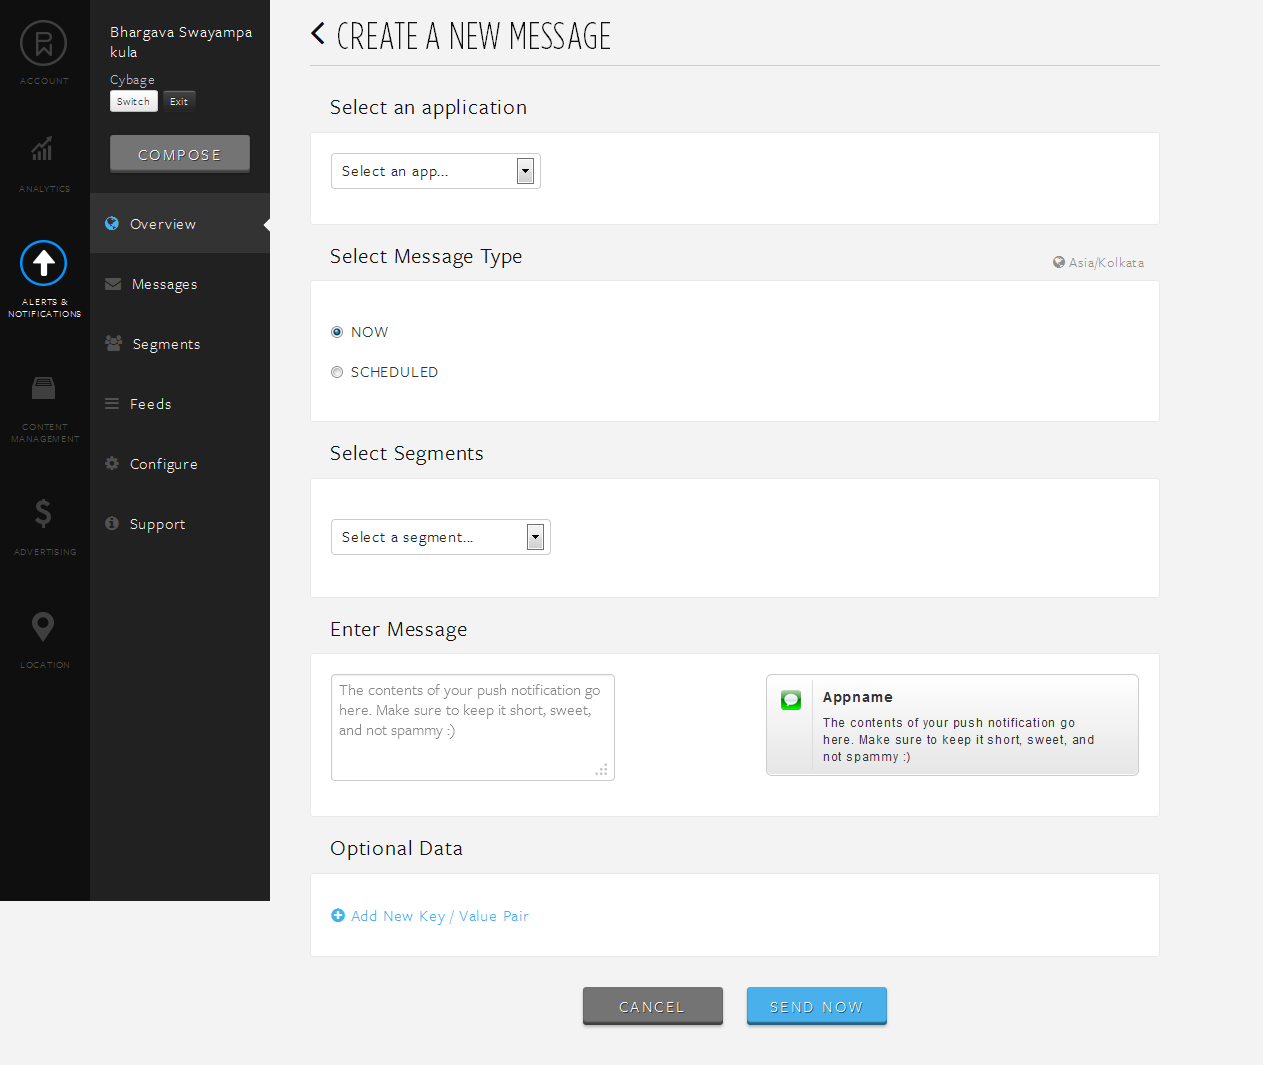 ACCOUNT
ANALYTICS
ALERTS &
NOTIFICATIONS
CONTENT
MANAGEMENT
ADVERTISING
LOCATION
Bhargava Swayampa
kula
Cybage
Switch Exit
COMPOSE
Overview
Messages
Segments
Feeds
Configure
Support
CREATE A NEW MESSAGE
Select an application
Select an app...
Select Message Type
Asia/Kolkata
NOW
SCHEDULED
Select Segments
Select a segment...
Enter Message
The contents of your push notification go
here. Make sure to keep it short, sweet,
and not spammy :)
Appname
The contents of your push notification go
here. Make sure to keep it short, sweet, and
not spammy :)
Optional Data
Add New Key / Value Pair
CANCEL SEND NOW